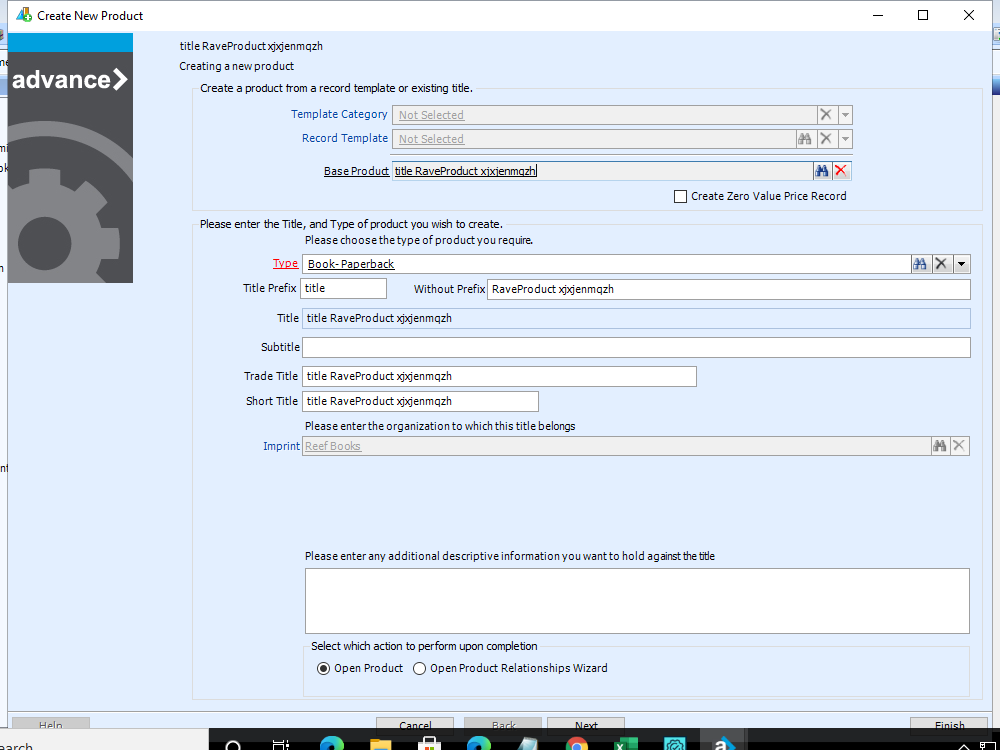 Create New Product
advance
title RaveProduct xjxjenmqzh
Creating a new product
Create a product from a record template or existing title.
Template Category Not Selected
Record Template Not Selected
Base Product title RaveProduct xjxjenmqzh
Create Zero Value Price Record
Please enter the Title, and Type of product you wish to create.
Please choose the type of product you require.
Type Book- Paperback
Title Prefix title Without Prefix RaveProduct xjxjenmqzh
Title title RaveProduct xjxjenmqzh
Subtitle
Trade Title title RaveProduct xjxjenmqzh
Short Title title RaveProduct xjxjenmqzh
Please enter the organization to which this title belongs
Imprint Reef Books
Please enter any additional descriptive information you want to hold against the title
Select which action to perform upon completion
Open Product Open Product Relationships Wizard
Help Cancel Back Next Finish
earch